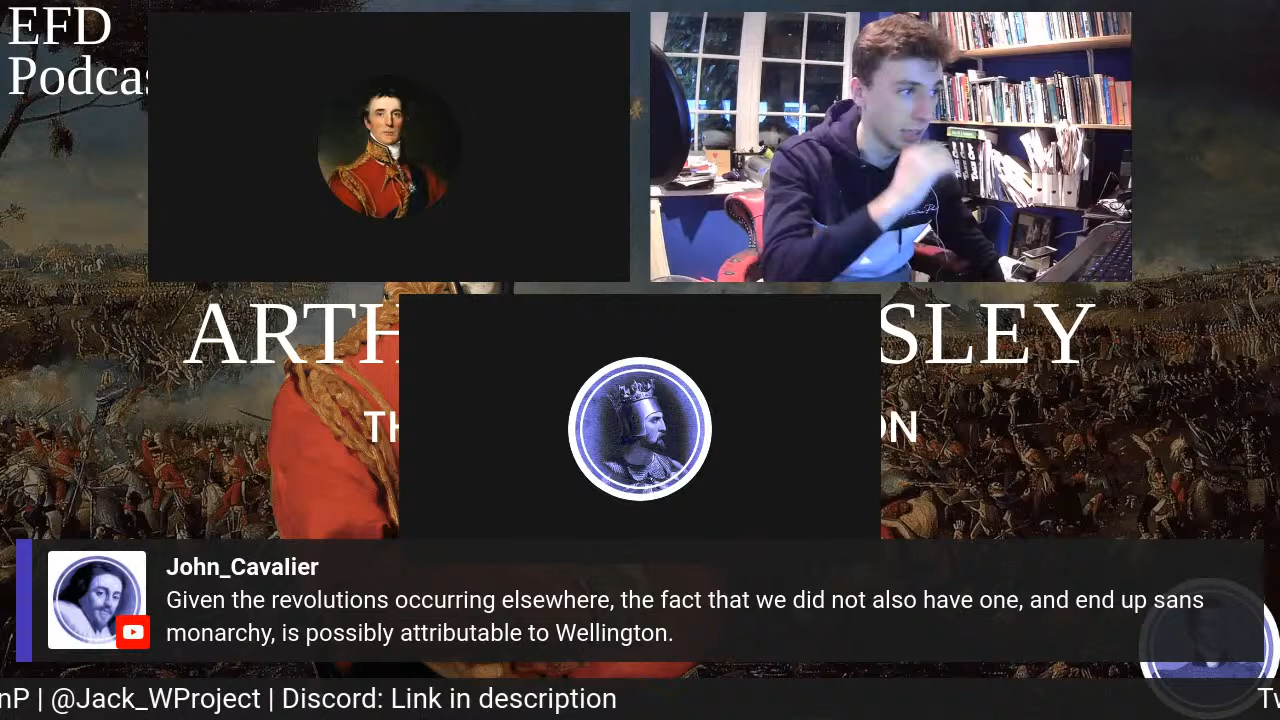 EFD
Podcas
ARTH SLEY
TH ON
John_Cavalier
Given the revolutions occurring elsewhere, the fact that we did not also have one, and end up sans
monarchy, is possibly attributable to Wellington.
nP | @Jack_WProject | Discord: Link in description Tw